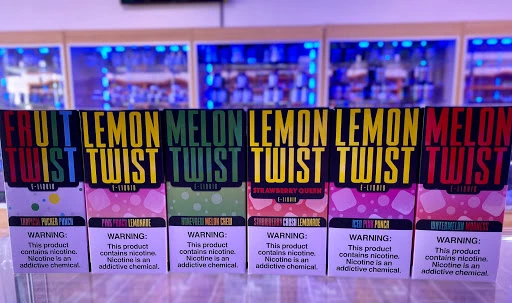 FRUIT
TWIST
E-LIQUID
TROPICAL PUCKER PUNCH
WARNING:
This product
contains nicotine.
Nicotine is an
addictive chemical.
LEMON
TWIST
E-LIQUID
PINK PUNCH LEMONADE
WARNING:
This product
contains nicotine.
Nicotine is an
addictive chemical.
MELON
TWIST
E-LIQUID
HONEYDEW MELON CHEW
WARNING:
This product
contains nicotine.
Nicotine is an
addictive chemical.
LEMON
TWIST
STRAWBERRY QUEEN
E-LIQUID
STRAWBERRY CRUSH LEMONADE
WARNING:
This product
contains nicotine.
Nicotine is an
addictive chemical.
LEMON
TWIST
E-LIQUID
ICED PINK PUNCH
WARNING:
This product
contains nicotine.
Nicotine is an
addictive chemical.
MELON
TWIST
E-LIQUID
WATERMELON MADNESS
WARNING:
This product
contains nicotine.
Nicotine is an
addictive chemical.